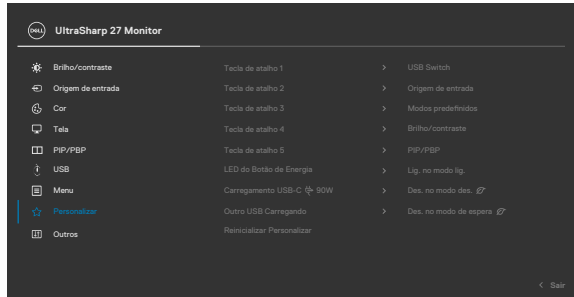 DELL UltraSharp 27 Monitor
Brilho/contraste Tecla de atalho 1 > USB Switch
Origem de entrada Tecla de atalho 2 > Origem de entrada
Cor Tecla de atalho 3 > Modos predefinidos
Tela Tecla de atalho 4 > Brilho/contraste
PIP/PBP Tecla de atalho 5 > PIP/PBP
USB LED do Botão de Energia > Lig. no modo lig.
Menu Carregamento USB-C 90W > Des. no modo des.
Personalizar Outro USB Carregando > Des. no modo de espera
Outros Reinicializar Personalizar
< Sair